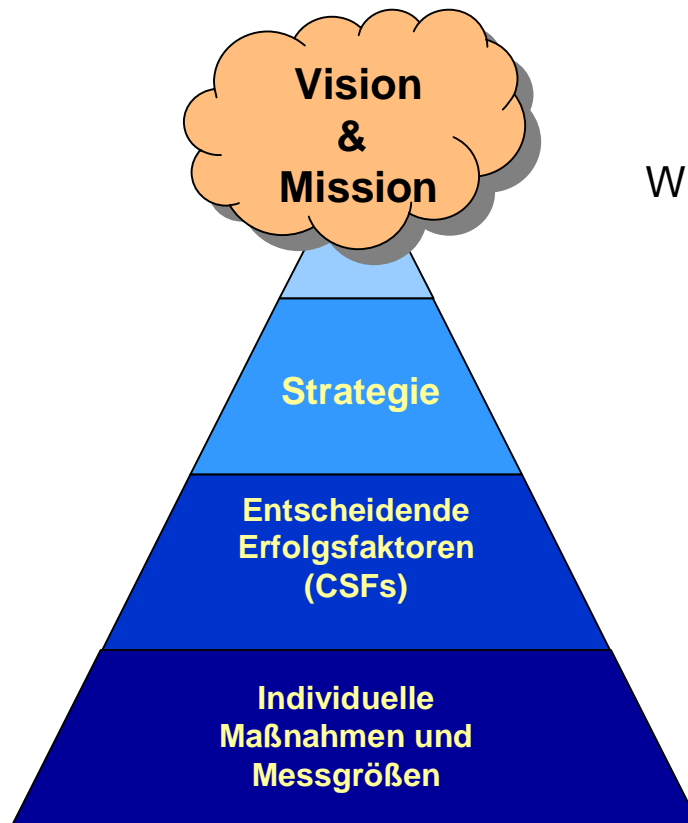 Vision
&
Mission
W
Strategie
Entscheidende
Erfolgsfaktoren
(CSFs)
Individuelle
Maßnahmen und
Messgrößen